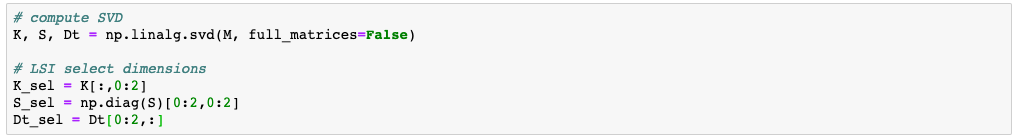 # compute SVD
K, S, Dt = np.linalg.svd(M, full_matrices=False)
# LSI select dimensions
K_sel = K[:,0:2]
S_sel = np.diag(S)[0:2,0:2]
Dt_sel = Dt[0:2,:]